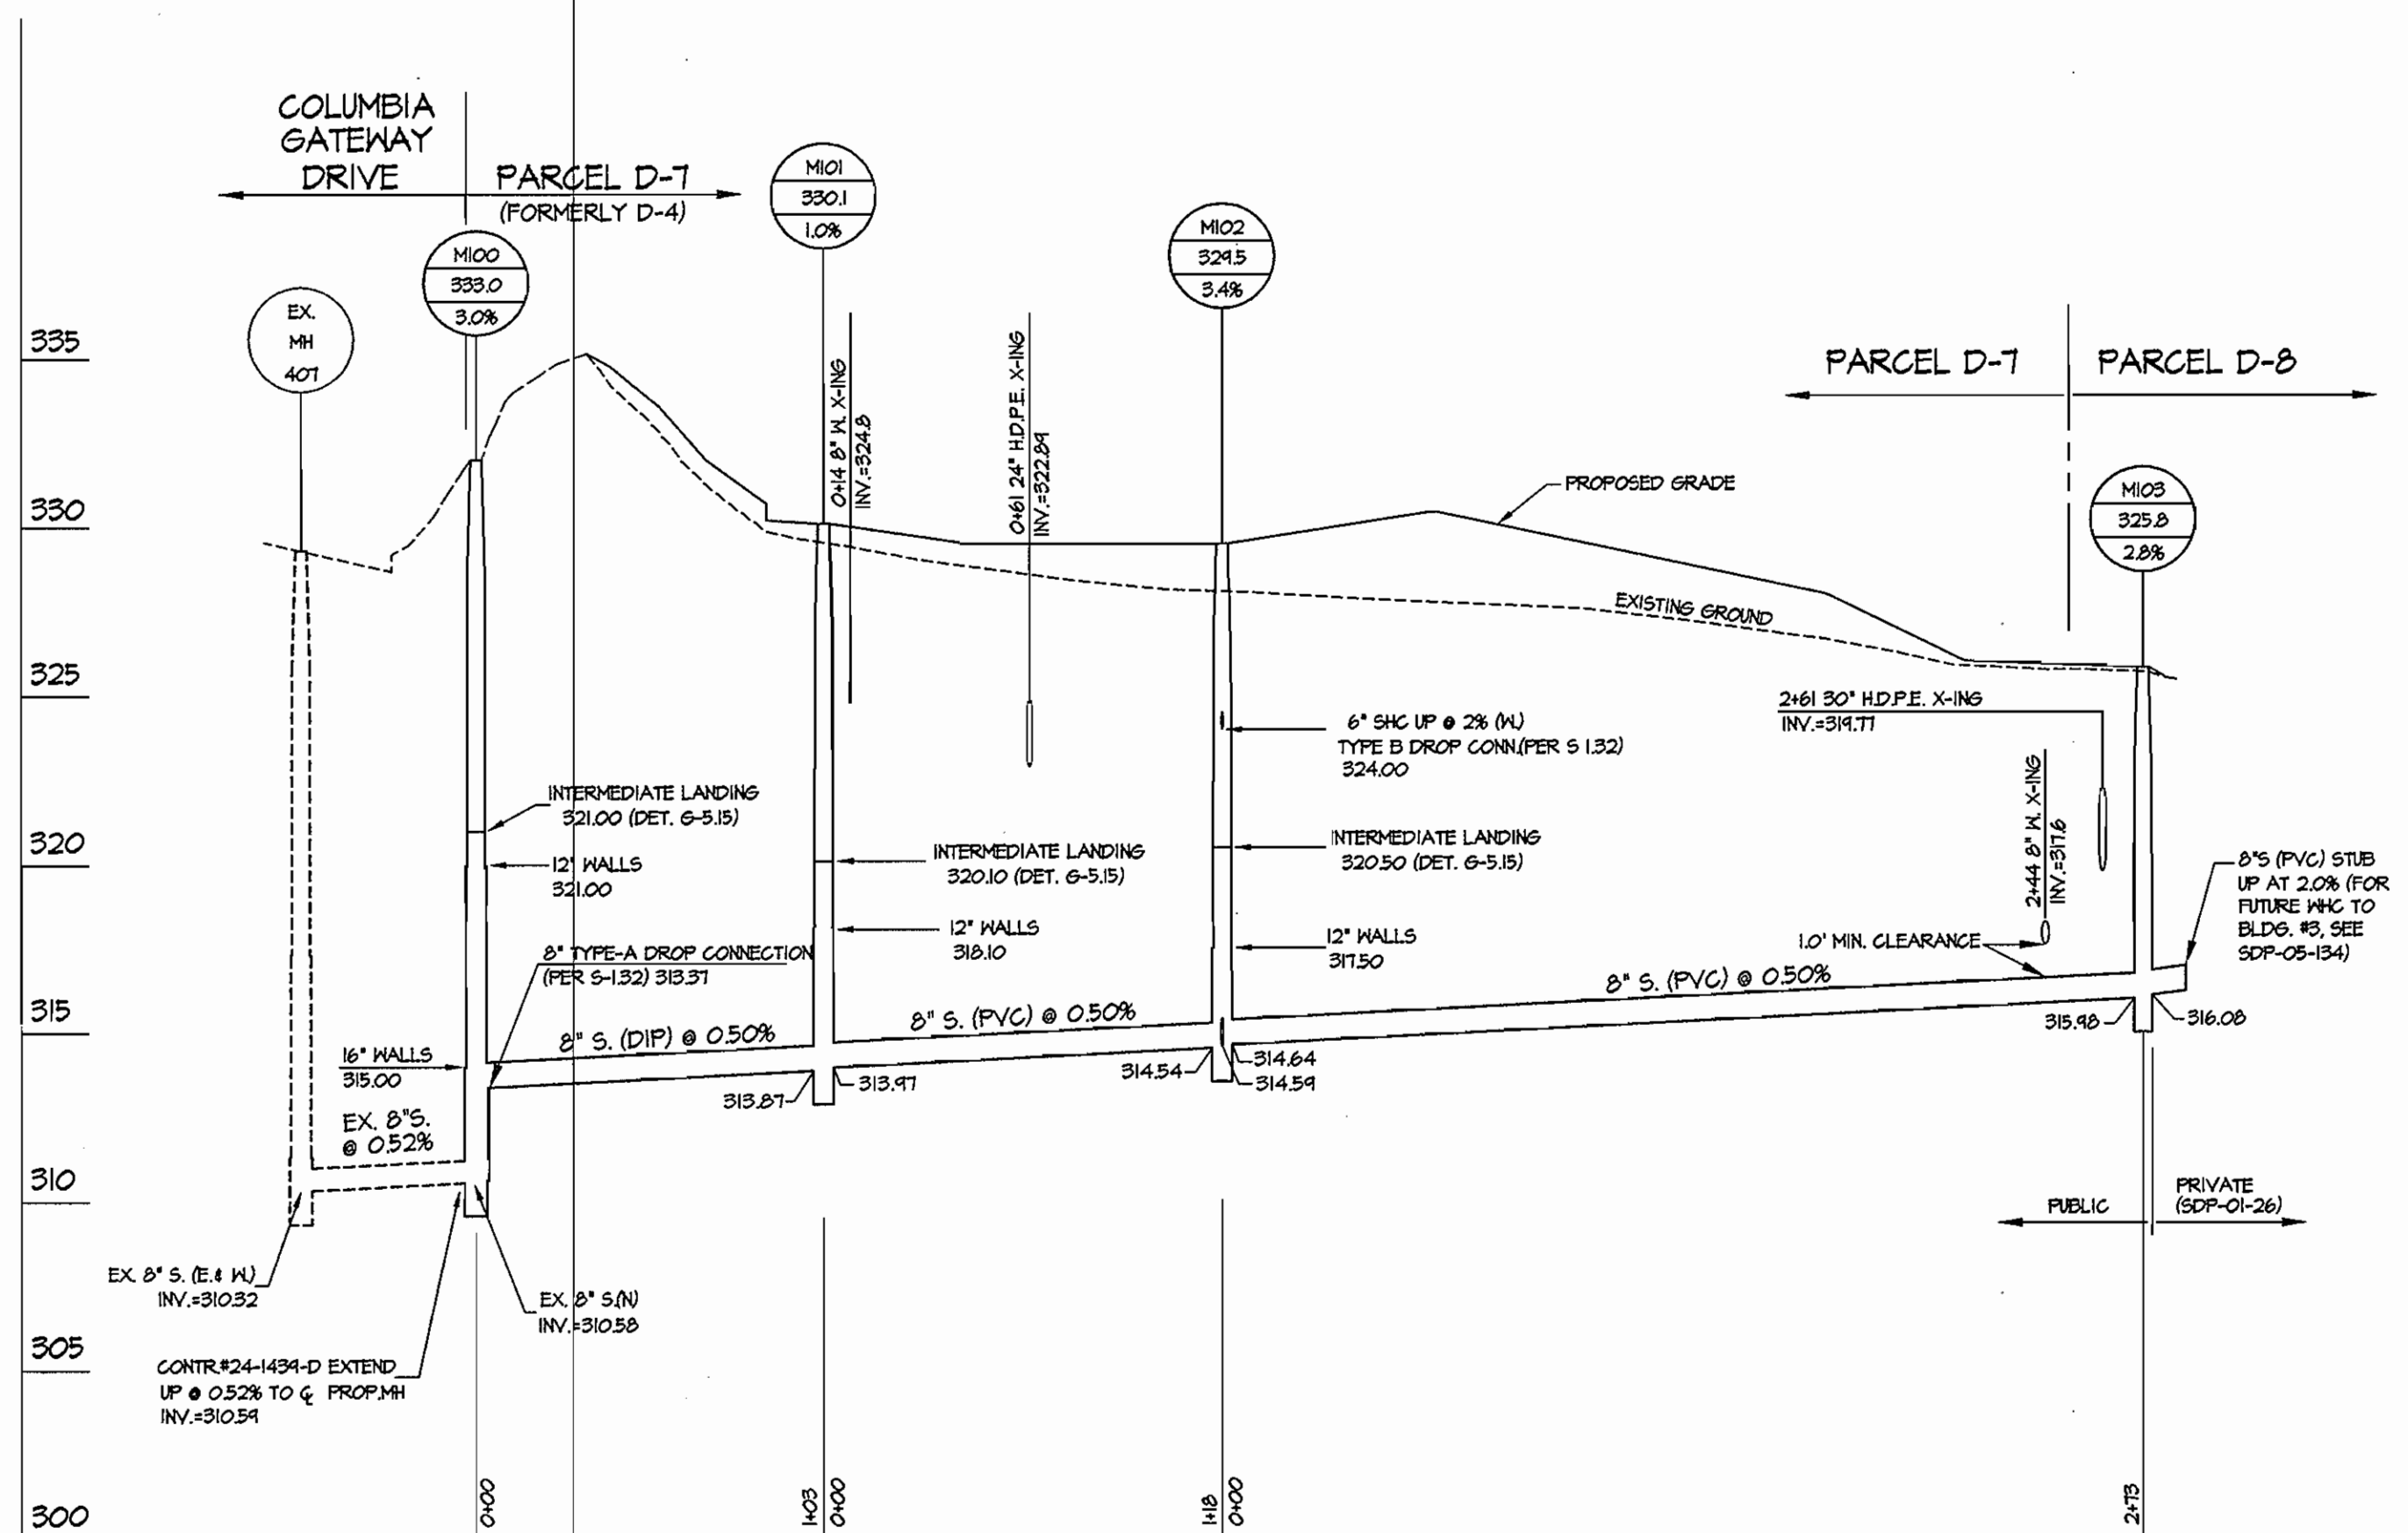 COLUMBIA
GATEWAY
DRIVE
PARCEL D-7
(FORMERLY D-4)
M101
330.1
1.0%
M100
333.0
3.0%
M102
329.5
3.4%
EX.
MH
407
335
330
325
320
315
310
305
300
0+14 8" W. X-ING
INV.=324.8
0+61 24" H.D.P.E. X-ING
INV.=322.89
PARCEL D-7
PARCEL D-8
PROPOSED GRADE
M103
325.8
2.8%
EXISTING GROUND
2+61 30" H.D.P.E. X-ING
INV.=319.77
6" SHC UP @ 2% (W.)
TYPE B DROP CONN.(PER S 1.32)
324.00
2+44 8" W. X-ING
INV.=317.6
INTERMEDIATE LANDING
321.00 (DET. G-5.15)
12" WALLS
321.00
INTERMEDIATE LANDING
320.10 (DET. G-5.15)
INTERMEDIATE LANDING
320.50 (DET. G-5.15)
8"S (PVC) STUB
UP AT 2.0% (FOR
FUTURE WHC TO
BLDG. #3, SEE
SDP-05-134)
12" WALLS
318.10
12" WALLS
317.50
1.0' MIN. CLEARANCE
8" TYPE-A DROP CONNECTION
(PER S-1.32) 313.37
8" S. (DIP) @ 0.50%
8" S. (PVC) @ 0.50%
8" S. (PVC) @ 0.50%
16" WALLS
315.00
313.87
313.97
314.54
314.64
314.59
315.98
316.08
EX. 8"S.
@ 0.52%
PUBLIC
PRIVATE
(SDP-01-26)
EX. 8" S. (E.& W.)
INV.=310.32
EX. 8" S.(N)
INV.=310.58
CONTR.#24-1439-D EXTEND
UP @ 0.52% TO ℄ PROP.MH
INV.=310.59
0+00
1+03
0+00
1+18
0+00
2+73